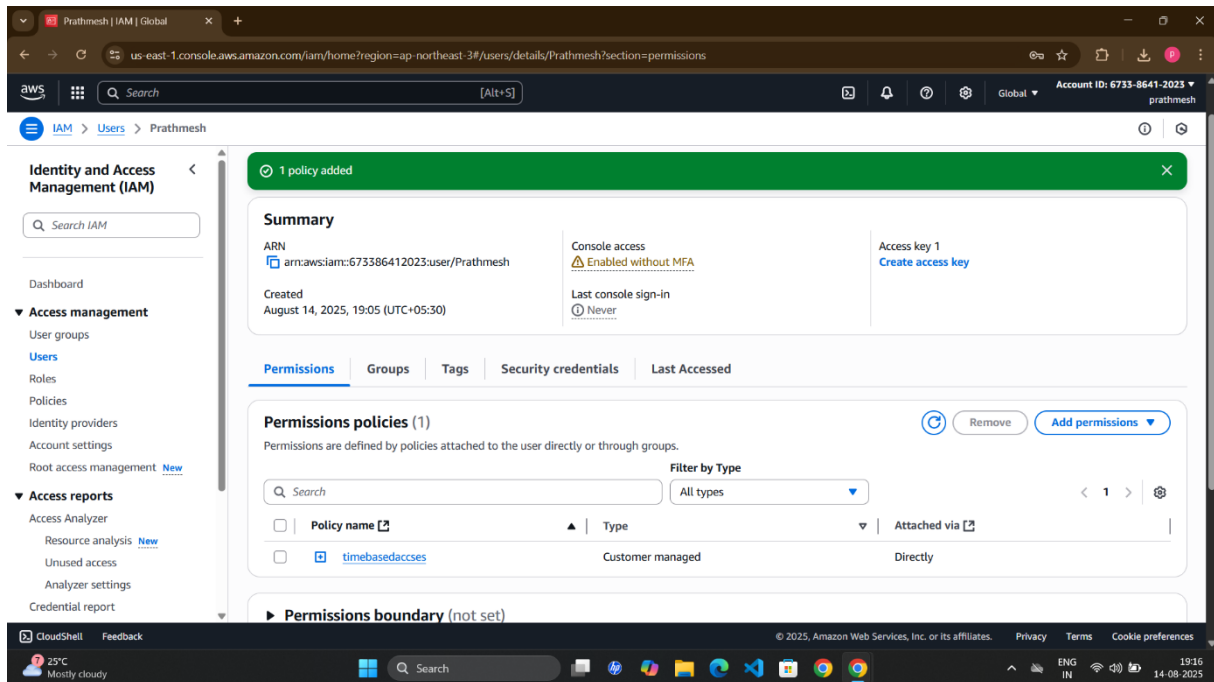 Prathmesh | IAM | Global
us-east-1.console.aws.amazon.com/iam/home?region=ap-northeast-3#/users/details/Prathmesh?section=permissions
P
aws
Search
[Alt+S]
Global
Account ID: 6733-8641-2023
prathmesh
IAM > Users > Prathmesh
Identity and Access
Management (IAM)
Search IAM
Dashboard
Access management
User groups
Users
Roles
Policies
Identity providers
Account settings
Root access management New
Access reports
Access Analyzer
Resource analysis New
Unused access
Analyzer settings
Credential report
1 policy added
Summary
ARN
arn:aws:iam::673386412023:user/Prathmesh
Created
August 14, 2025, 19:05 (UTC+05:30)
Console access
Enabled without MFA
Last console sign-in
Never
Access key 1
Create access key
Permissions
Groups
Tags
Security credentials
Last Accessed
Permissions policies (1)
Remove
Add permissions
Permissions are defined by policies attached to the user directly or through groups.
Filter by Type
Search
All types
1
Policy name
Type
Attached via
timebasedaccses
Customer managed
Directly
Permissions boundary (not set)
CloudShell
Feedback
© 2025, Amazon Web Services, Inc. or its affiliates.
Privacy
Terms
Cookie preferences
7
25°C
Mostly cloudy
Search
hp
ENG
IN
19:16
14-08-2025